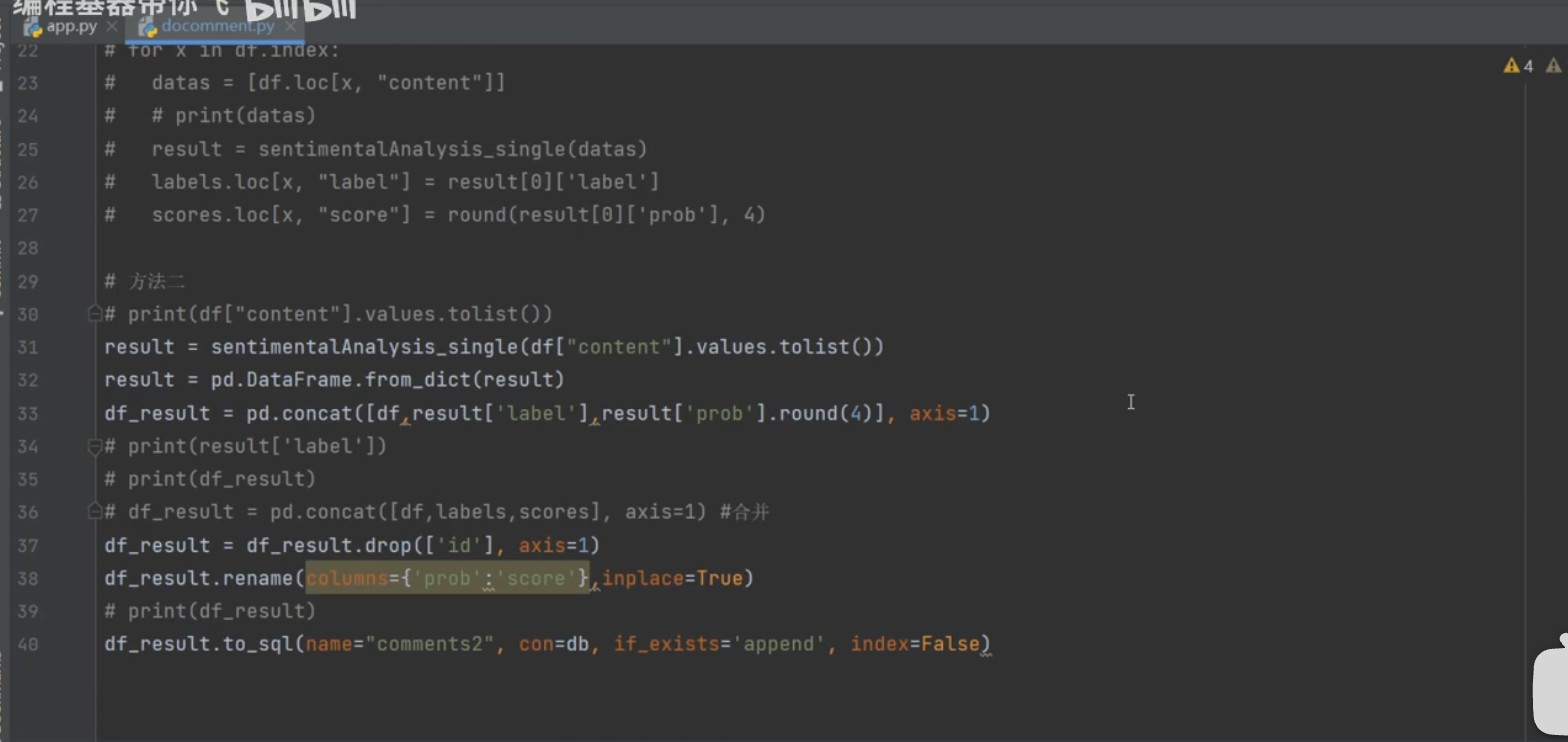 编程基器带你飞 bilibili
app.py docomment.py
22 # for x in df.index:
4
23 #   datas = [df.loc[x, "content"]]
24 #   # print(datas)
25 #   result = sentimentalAnalysis_single(datas)
26 #   labels.loc[x, "label"] = result[0]['label']
27 #   scores.loc[x, "score"] = round(result[0]['prob'], 4)
28
29 # 方法二
30 # print(df["content"].values.tolist())
31 result = sentimentalAnalysis_single(df["content"].values.tolist())
32 result = pd.DataFrame.from_dict(result)
33 df_result = pd.concat([df,result['label'],result['prob'].round(4)], axis=1)
34 # print(result['label'])
35 # print(df_result)
36 # df_result = pd.concat([df,labels,scores], axis=1) #合并
37 df_result = df_result.drop(['id'], axis=1)
38 df_result.rename(columns={'prob':'score'},inplace=True)
39 # print(df_result)
40 df_result.to_sql(name="comments2", con=db, if_exists='append', index=False)